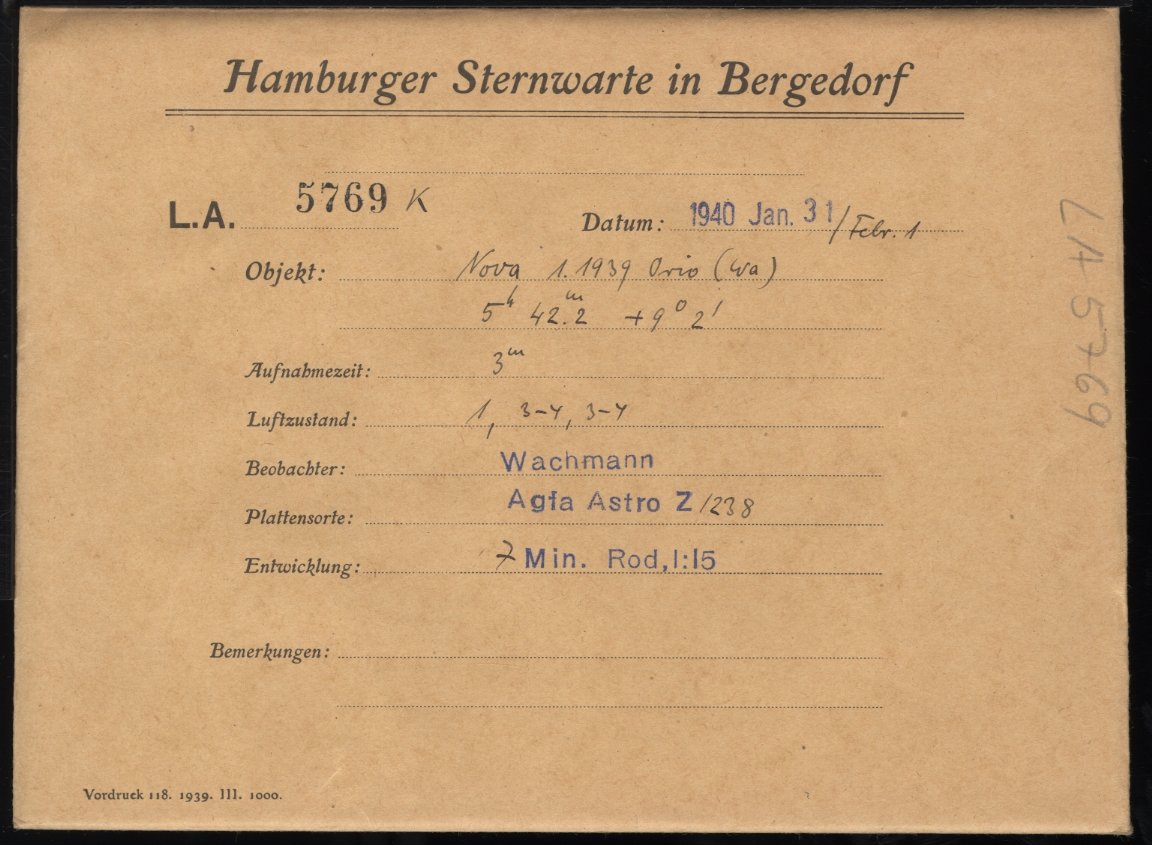 Hamburger Sternwarte in Bergedorf
L.A. 5769 K
Datum: 1940 Jan. 31/Febr. 1
Objekt: Nova 1.1939 Orio (Wa)
5h 42.m2 +9° 2'
Aufnahmezeit: 3m
Luftzustand: 1, 3-4, 3-4
Beobachter: Wachmann
Plattensorte: Agfa Astro Z /238
Entwicklung: 7 Min. Rod, 1:15
Bemerkungen:
Vordruck 118. 1939. III. 1000.
LA 5769